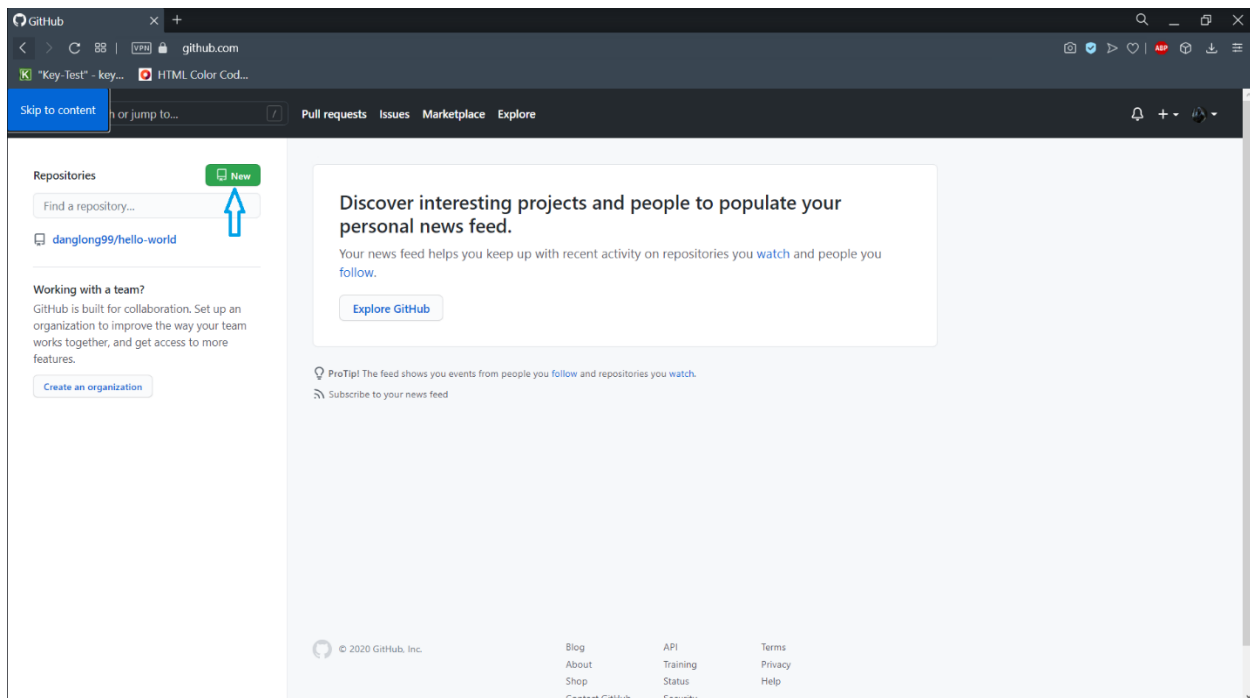 GitHub
VPN github.com
"Key-Test" - key... HTML Color Cod...
ABP
Skip to content
or jump to... /
Pull requests Issues Marketplace Explore
Repositories
New
Find a repository...
danglong99/hello-world
Working with a team?
GitHub is built for collaboration. Set up an
organization to improve the way your team
works together, and get access to more
features.
Create an organization
Discover interesting projects and people to populate your
personal news feed.
Your news feed helps you keep up with recent activity on repositories you watch and people you
follow.
Explore GitHub
ProTip! The feed shows you events from people you follow and repositories you watch.
Subscribe to your news feed
© 2020 GitHub, Inc.
Blog API Terms
About Training Privacy
Shop Status Help
Contact GitHub Security